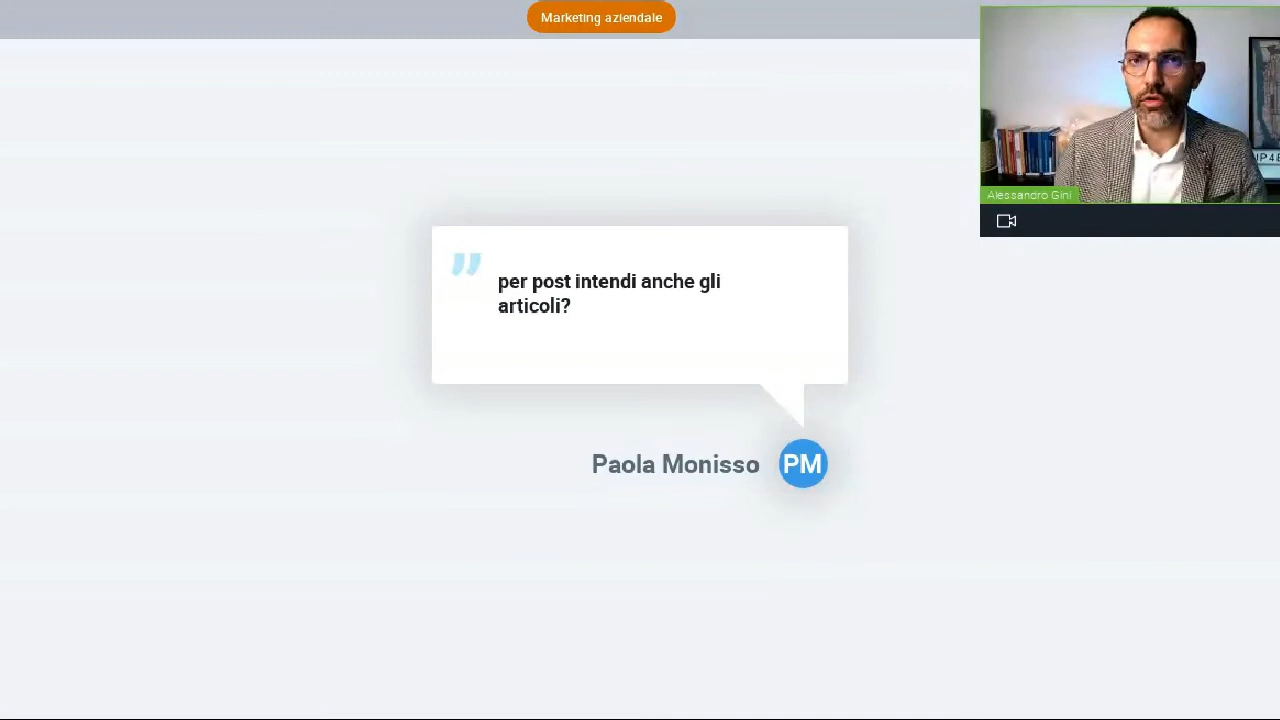 Marketing aziendale
Alessandro Gini
per post intendi anche gli
articoli?
Paola Monisso
PM